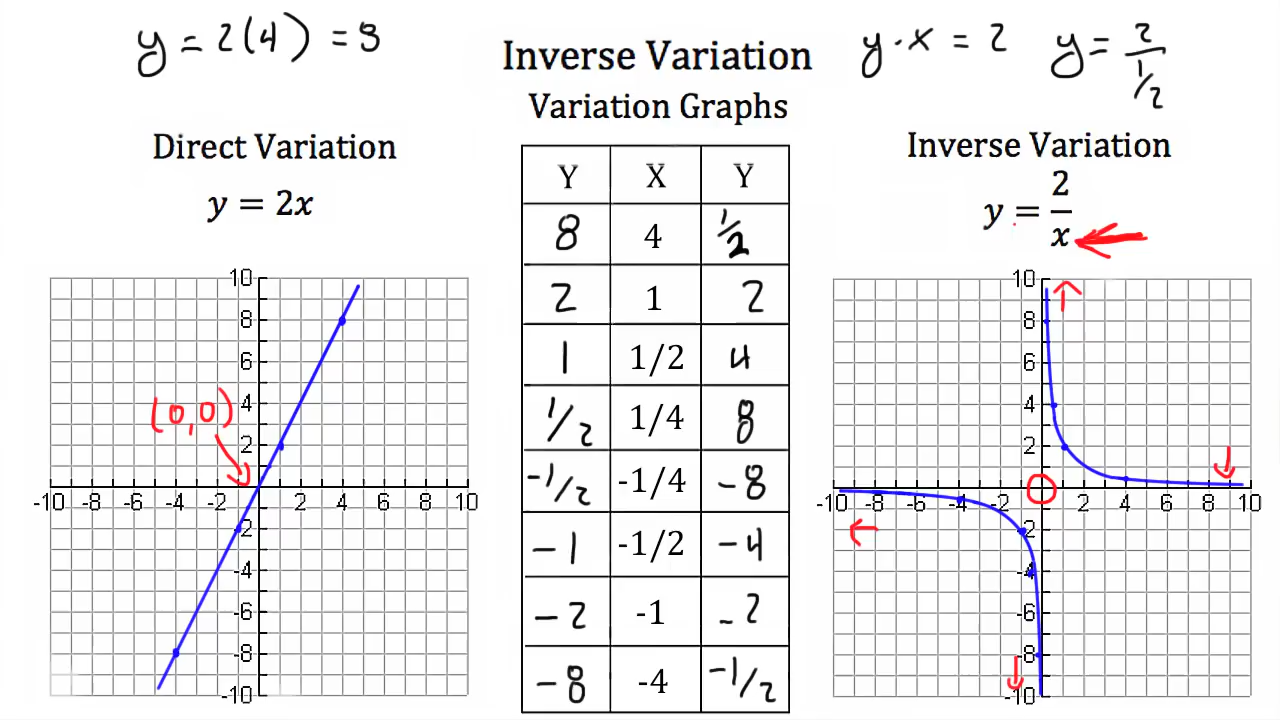 y = 2(4) = 8
Inverse Variation
y · x = 2
y = 2 / 1/2
Variation Graphs
Direct Variation
y = 2x
Inverse Variation
y = 2/x
Y X Y
8 4 1/2
2 1 2
1 1/2 4
1/2 1/4 8
-1/2 -1/4 -8
-1 -1/2 -4
-2 -1 -2
-8 -4 -1/2
10
8
6
4
2
-10 -8 -6 -4 -2 2 4 6 8 10
-2
-4
-6
-8
-10
(0,0)
10
8
6
4
2
-10 -8 -6 -4 -2 2 4 6 8 10
-2
-4
-6
-8
-10